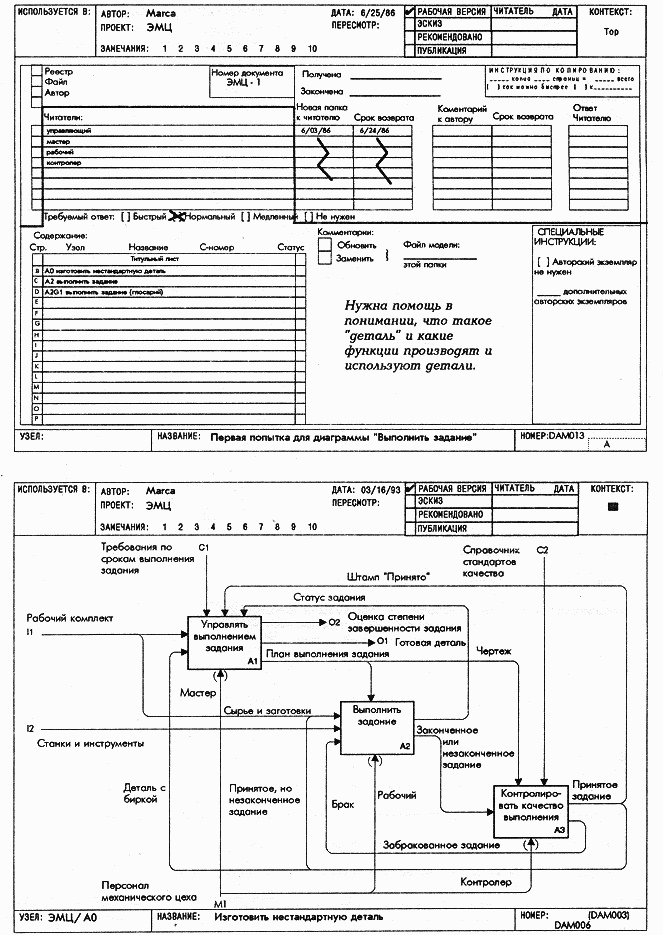 ИСПОЛЬЗУЕТСЯ В:
АВТОР: Marca
ДАТА: 6/25/86
РАБОЧАЯ ВЕРСИЯ
ЧИТАТЕЛЬ ДАТА
КОНТЕКСТ:
ПРОЕКТ: ЭМЦ
ПЕРЕСМОТР:
ЭСКИЗ
Top
РЕКОМЕНДОВАНО
ЗАМЕЧАНИЯ: 1 2 3 4 5 6 7 8 9 10
ПУБЛИКАЦИЯ
Реестр
Файл
Автор
Номер документа
ЭМЦ - 1
Получена
Закончена
ИНСТРУКЦИЯ ПО КОПИРОВАНИЮ:
копия страниц = всего
( ) как можно быстрее ( ) к
Читатели:
Новая папка
к читателю
Срок возврата
Коментарий
к автору
Срок возврата
Ответ
Читателю
управляющий 6/03/86 6/24/86
мастер
рабочий
контролер
Требуемый ответ: [ ] Быстрый [ ] Нормальный [ ] Медленный [ ] Не нужен
Содержание:
Стр. Узел Название С-номер Статус
Титульный лист
B A0 изготовить нестандартную деталь
C A2 выполнить задание
D A2G1 выполнить задание (глосарий)
E
F
G
H
I
J
K
L
M
N
O
P
Комментарии:
Обновить
Заменить
Файл модели:
этой папки
Нужна помощь в
понимании, что такое
"деталь" и какие
функции производят и
используют детали.
СПЕЦИАЛЬНЫЕ
ИНСТРУКЦИИ:
[ ] Авторский экземпляр
не нужен
дополнительных
авторских экземпляров
УЗЕЛ:
НАЗВАНИЕ: Первая попытка для диаграммы "Выполнить задание"
НОМЕР:DAM013
A
ИСПОЛЬЗУЕТСЯ В:
АВТОР: Marca
ДАТА: 03/16/93
РАБОЧАЯ ВЕРСИЯ
ЧИТАТЕЛЬ ДАТА
КОНТЕКСТ:
ПРОЕКТ: ЭМЦ
ПЕРЕСМОТР:
ЭСКИЗ
РЕКОМЕНДОВАНО
ЗАМЕЧАНИЯ: 1 2 3 4 5 6 7 8 9 10
ПУБЛИКАЦИЯ
Требования по
срокам выполнения
задания
C1
Справочник
стандартов
качества
C2
Штамп "Принято"
Статус задания
Рабочий комплект
I1
Управлять
выполнением
задания
A1
O2
Оценка степени
завершенности задания
O1
Готовая деталь
План выполнения задания
Чертеж
Мастер
Сырье и заготовки
Выполнить
задание
A2
I2
Станки и инструменты
Законченное
или
незаконченное
задание
Деталь с
биркой
Принятое, но
незаконченное
задание
Брак
Рабочий
Контролиро-
вать качество
выполнения
A3
Принятое
задание
Забракованное задание
Персонал
механического цеха
M1
Контролер
УЗЕЛ: ЭМЦ/А0
НАЗВАНИЕ: Изготовить нестандартную деталь
НОМЕР: (DAM003)
DAM006